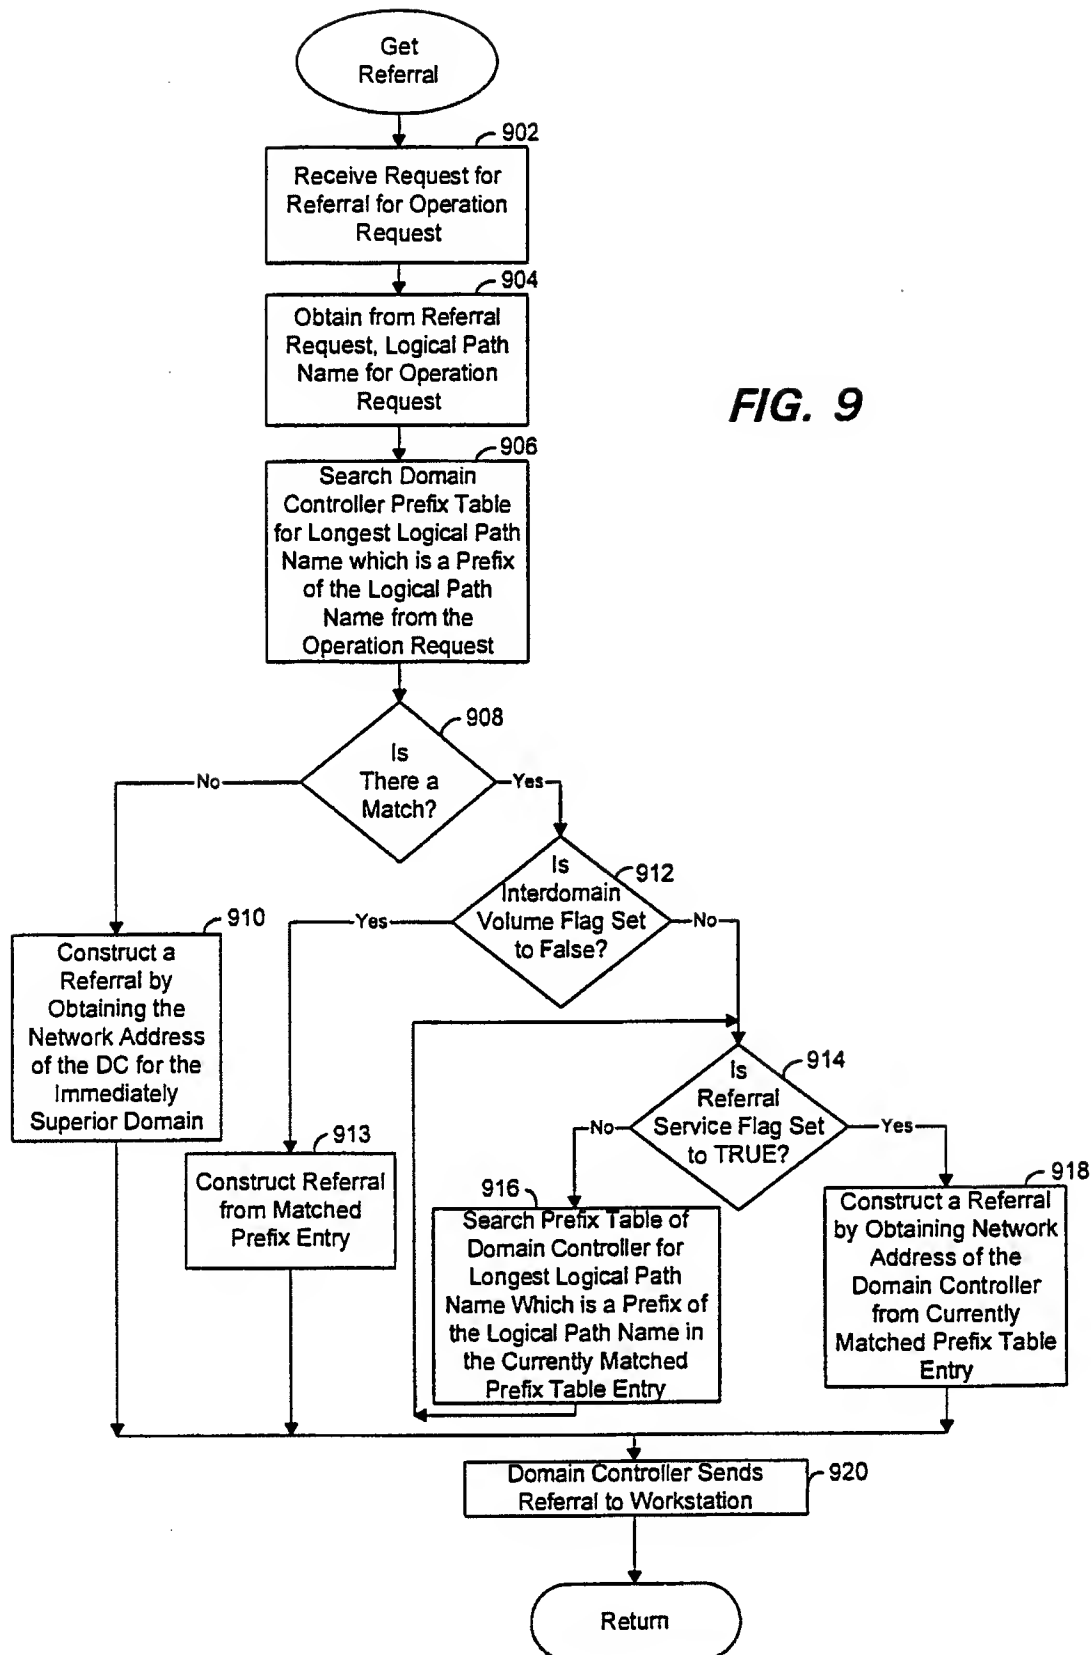 Get
Referral
902
Receive Request for
Referral for Operation
Request
904
Obtain from Referral
Request, Logical Path
Name for Operation
Request
FIG. 9
906
Search Domain
Controller Prefix Table
for Longest Logical Path
Name which is a Prefix
of the Logical Path
Name from the
Operation Request
908
Is
There a
Match?
No
Yes
912
Is
Interdomain
Volume Flag Set
to False?
Yes
No
910
Construct a
Referral by
Obtaining the
Network Address
of the DC for the
Immediately
Superior Domain
913
Construct Referral
from Matched
Prefix Entry
914
Is
Referral
Service Flag Set
to TRUE?
No
Yes
916
Search Prefix Table of
Domain Controller for
Longest Logical Path
Name Which is a Prefix of
the Logical Path Name in
the Currently Matched
Prefix Table Entry
918
Construct a Referral
by Obtaining Network
Address of the
Domain Controller
from Currently
Matched Prefix Table
Entry
Domain Controller Sends
Referral to Workstation
920
Return